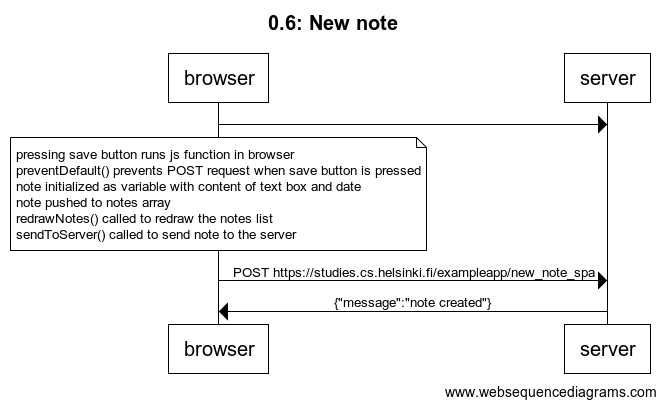 0.6: New note
browser
server
pressing save button runs js function in browser
preventDefault() prevents POST request when save button is pressed
note initialized as variable with content of text box and date
note pushed to notes array
redrawNotes() called to redraw the notes list
sendToServer() called to send note to the server
POST https://studies.cs.helsinki.fi/exampleapp/new_note_spa
{"message":"note created"}
browser
server
www.websequencediagrams.com